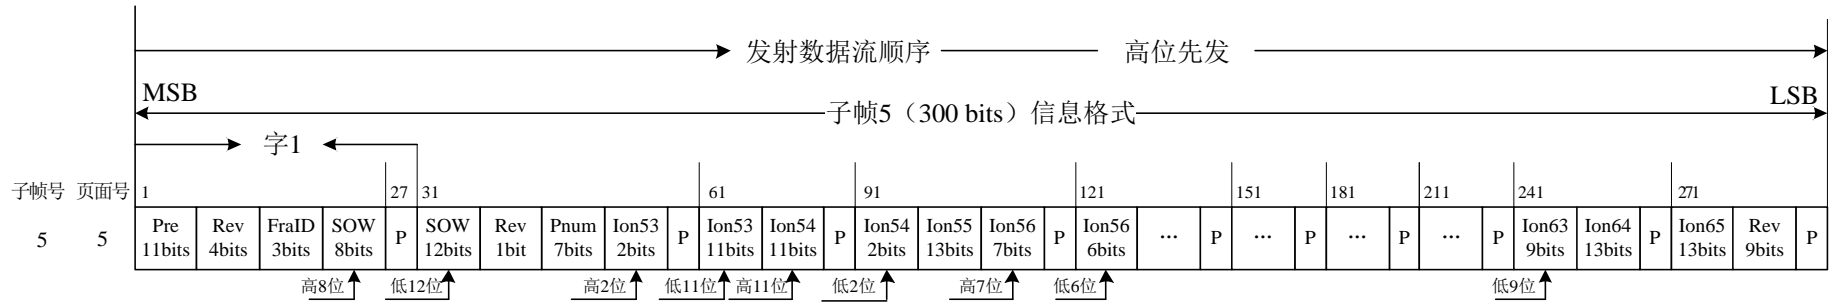 发射数据流顺序 高位先发
MSB LSB
子帧5（300 bits）信息格式
字1
子帧号 页面号 1 27 31 61 91 121 151 181 211 241 271
Pre Rev FraID SOW SOW Rev Pnum Ion53 Ion53 Ion54 Ion54 Ion55 Ion56 Ion56 Ion63 Ion64 Ion65 Rev
5 5 P P P P ... P ... P ... P ... P P P
11bits 4bits 3bits 8bits 12bits 1bit 7bits 2bits 11bits 11bits 2bits 13bits 7bits 6bits 9bits 13bits 13bits 9bits
高8位 低12位 高2位 低11位 高11位 低2位 高7位 低6位 低9位